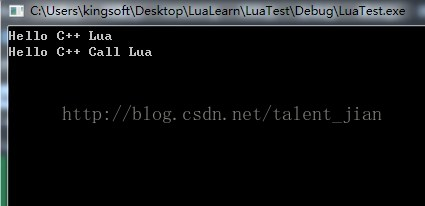 C:\Users\kingsoft\Desktop\LuaLearn\LuaTest\Debug\LuaTest.exe
Hello C++ Lua
Hello C++ Call Lua
http://blog.csdn.net/talent_jian